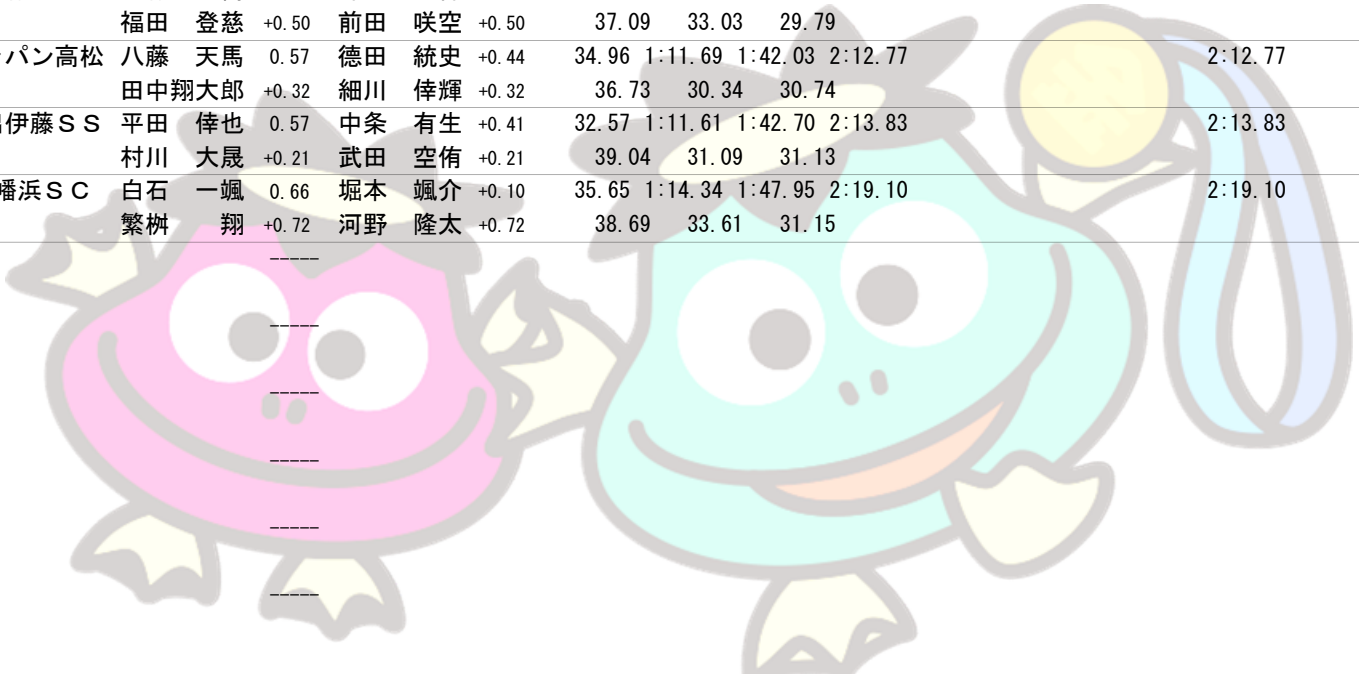 福田 登慈 +0.50 前田 咲空 +0.50 37.09 33.03 29.79
パン高松 八藤 天馬 0.57 德田 統史 +0.44 34.96 1:11.69 1:42.03 2:12.77 2:12.77
田中翔大郎 +0.32 細川 倖輝 +0.32 36.73 30.34 30.74
伊藤ＳＳ 平田 倖也 0.57 中条 有生 +0.41 32.57 1:11.61 1:42.70 2:13.83 2:13.83
村川 大晟 +0.21 武田 空侑 +0.21 39.04 31.09 31.13
幡浜ＳＣ 白石 一颯 0.66 堀本 颯介 +0.10 35.65 1:14.34 1:47.95 2:19.10 2:19.10
繁桝 翔 +0.72 河野 隆太 +0.72 38.69 33.61 31.15
-----
-----
-----
-----
-----
-----